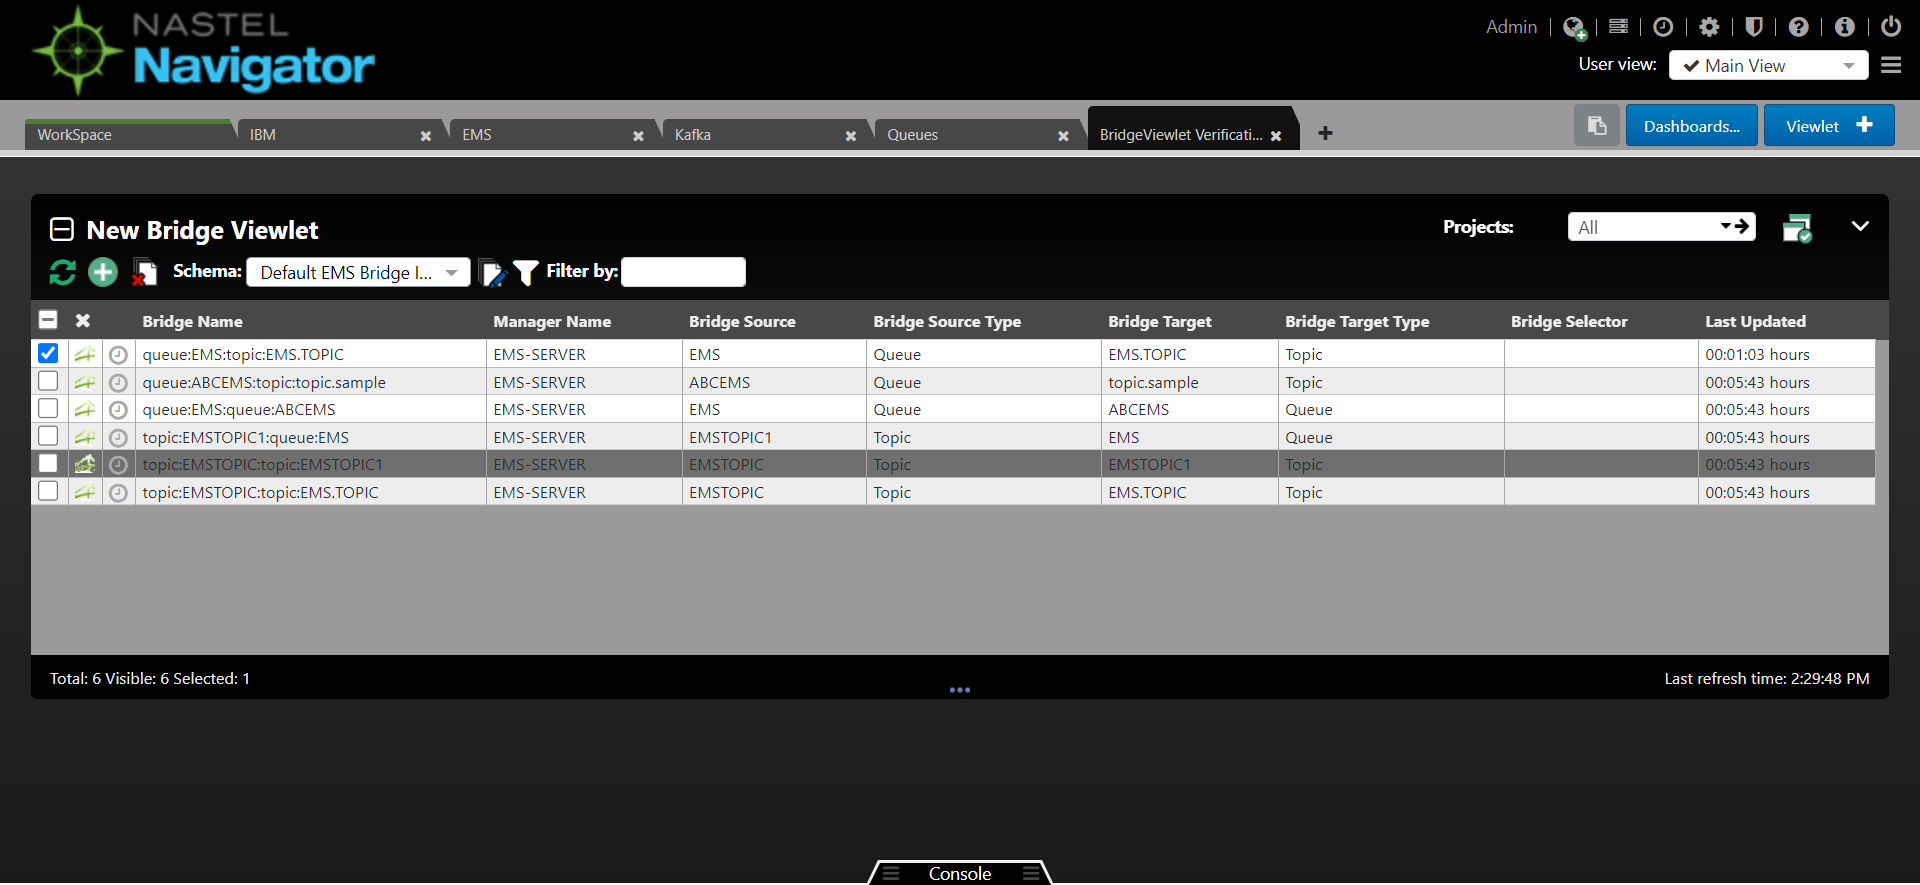 NASTEL
Navigator
Admin
User view: Main View
WorkSpace IBM EMS Kafka Queues BridgeViewlet Verificati...
Dashboards... Viewlet
New Bridge Viewlet
Projects: All
Schema: Default EMS Bridge I... Filter by:
Bridge Name Manager Name Bridge Source Bridge Source Type Bridge Target Bridge Target Type Bridge Selector Last Updated
queue:EMS:topic:EMS.TOPIC EMS-SERVER EMS Queue EMS.TOPIC Topic 00:01:03 hours
queue:ABCEMS:topic:topic.sample EMS-SERVER ABCEMS Queue topic.sample Topic 00:05:43 hours
queue:EMS:queue:ABCEMS EMS-SERVER EMS Queue ABCEMS Queue 00:05:43 hours
topic:EMSTOPIC1:queue:EMS EMS-SERVER EMSTOPIC1 Topic EMS Queue 00:05:43 hours
topic:EMSTOPIC:topic:EMSTOPIC1 EMS-SERVER EMSTOPIC Topic EMSTOPIC1 Topic 00:05:43 hours
topic:EMSTOPIC:topic:EMS.TOPIC EMS-SERVER EMSTOPIC Topic EMS.TOPIC Topic 00:05:43 hours
Total: 6 Visible: 6 Selected: 1
Last refresh time: 2:29:48 PM
Console